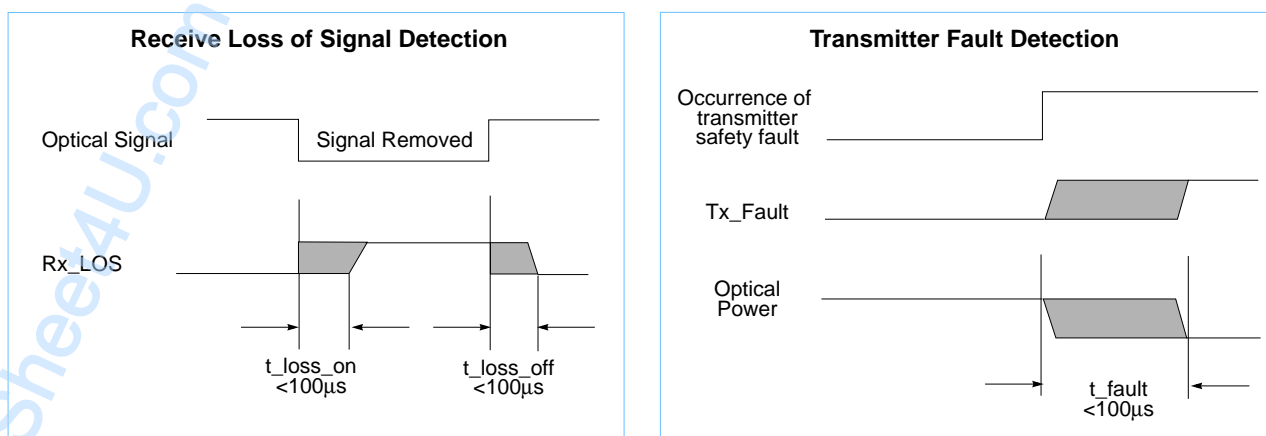 Receive Loss of Signal Detection
Optical Signal
Signal Removed
Rx_LOS
t_loss_on
<100μs
t_loss_off
<100μs
Transmitter Fault Detection
Occurrence of
transmitter
safety fault
Tx_Fault
Optical
Power
t_fault
<100μs
Sheet4U.com